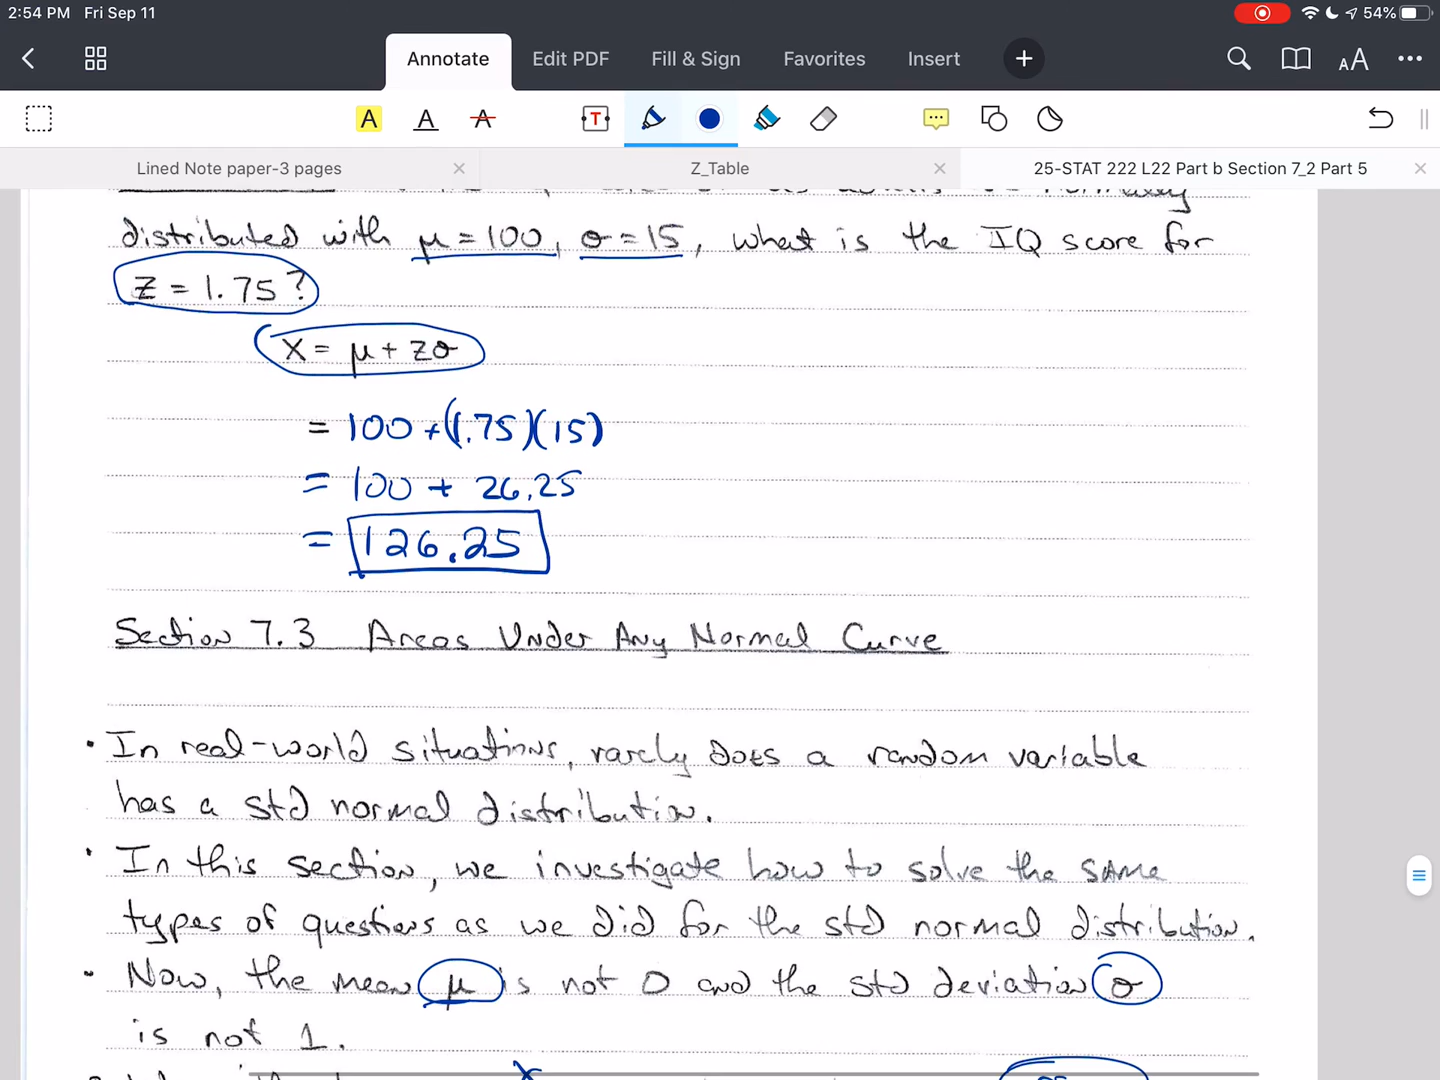 2:54 PM Fri Sep 11
54%
Annotate Edit PDF Fill & Sign Favorites Insert
AA
A A A T
Lined Note paper-3 pages Z_Table 25-STAT 222 L22 Part b Section 7_2 Part 5
normally
distributed with μ = 100, σ = 15, what is the IQ score for
Z = 1.75?
X = μ + zσ
= 100 + (1.75)(15)
= 100 + 26.25
= 126.25
Section 7.3 Areas Under Any Normal Curve
• In real-world situations, rarely does a random variable
has a std normal distribution.
• In this section, we investigate how to solve the same
types of questions as we did for the std normal distribution.
• Now, the mean μ is not 0 and the std deviation σ
is not 1.